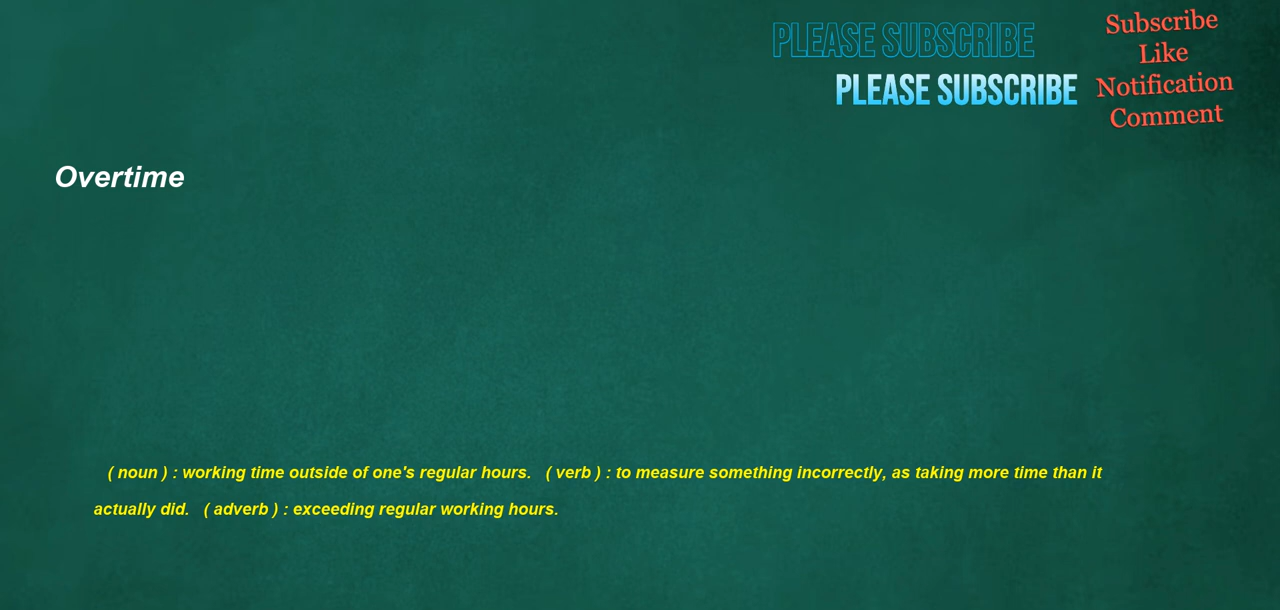 PLEASE SUBSCRIBE
PLEASE SUBSCRIBE
Subscribe
Like
Notification
Comment
Overtime
( noun ) : working time outside of one's regular hours. ( verb ) : to measure something incorrectly, as taking more time than it
actually did. ( adverb ) : exceeding regular working hours.